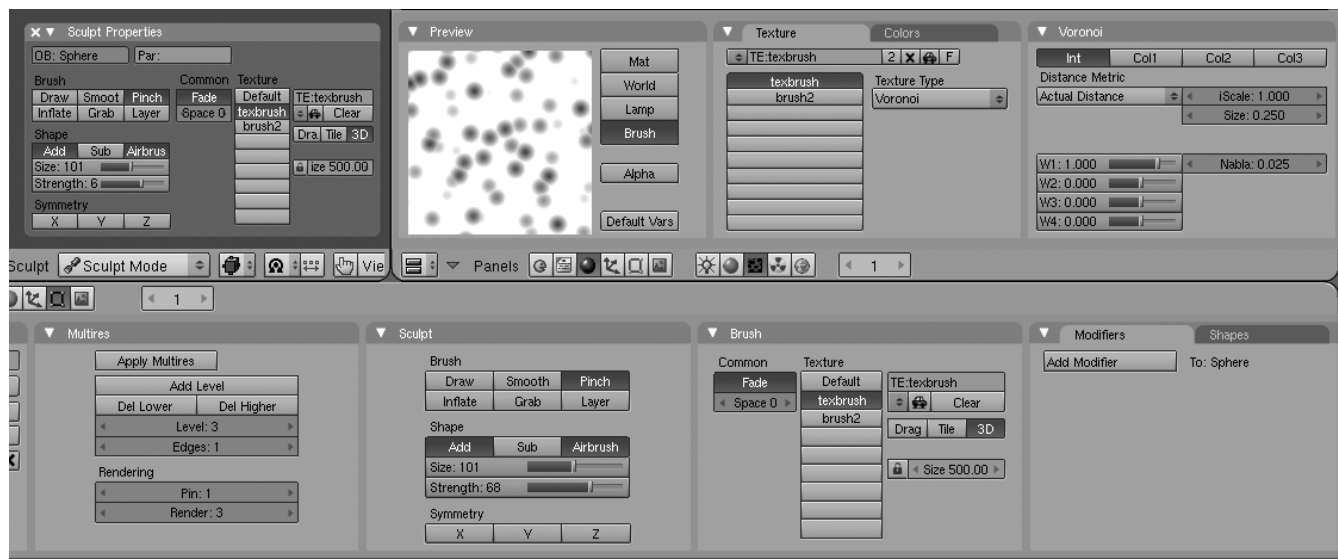 Sculpt Properties
OB: Sphere Par:
Brush Common Texture
Draw Smoot Pinch Fade Default TE:texbrush
Inflate Grab Layer Space 0 texbrush Clear
brush2
Shape Dra Tile 3D
Add Sub Airbrus
Size: 101 ize 500.00
Strength: 6
Symmetry
X Y Z
Sculpt Sculpt Mode Vie
Preview
Mat
World
Lamp
Brush
Alpha
Default Vars
Panels 1
Texture Colors
TE:texbrush 2 X F
texbrush Texture Type
brush2 Voronoi
Voronoi
Int Col1 Col2 Col3
Distance Metric
Actual Distance iScale: 1.000
Size: 0.250
W1: 1.000 Nabla: 0.025
W2: 0.000
W3: 0.000
W4: 0.000
1
Multires
Apply Multires
Add Level
Del Lower Del Higher
Level: 3
Edges: 1
Rendering
Pin: 1
Render: 3
Sculpt
Brush
Draw Smooth Pinch
Inflate Grab Layer
Shape
Add Sub Airbrush
Size: 101
Strength: 68
Symmetry
X Y Z
Brush
Common Texture
Fade Default TE:texbrush
Space 0 texbrush Clear
brush2
Drag Tile 3D
Size 500.00
Modifiers Shapes
Add Modifier To: Sphere